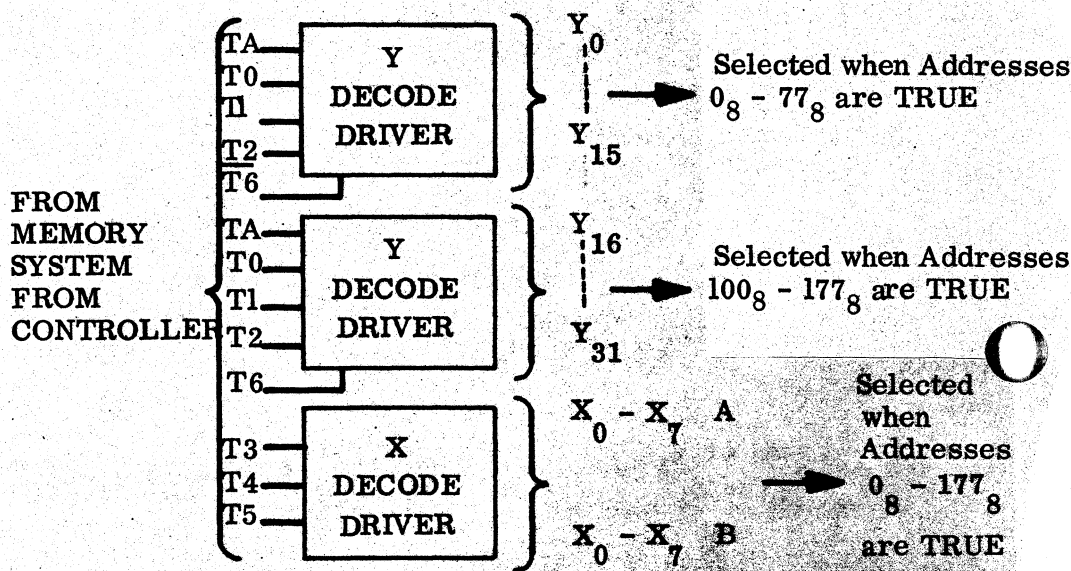 TA
T0
T1
T2
T6
Y
DECODE
DRIVER
Y0
Y15
Selected when Addresses
0₈ - 77₈ are TRUE
FROM
MEMORY
SYSTEM
FROM
CONTROLLER
TA
T0
T1
T2
T6
Y
DECODE
DRIVER
Y16
Y31
Selected when Addresses
100₈ - 177₈ are TRUE
T3
T4
T5
X
DECODE
DRIVER
X₀ - X₇ A
X₀ - X₇ B
Selected
when
Addresses
0₈ - 177₈
are TRUE